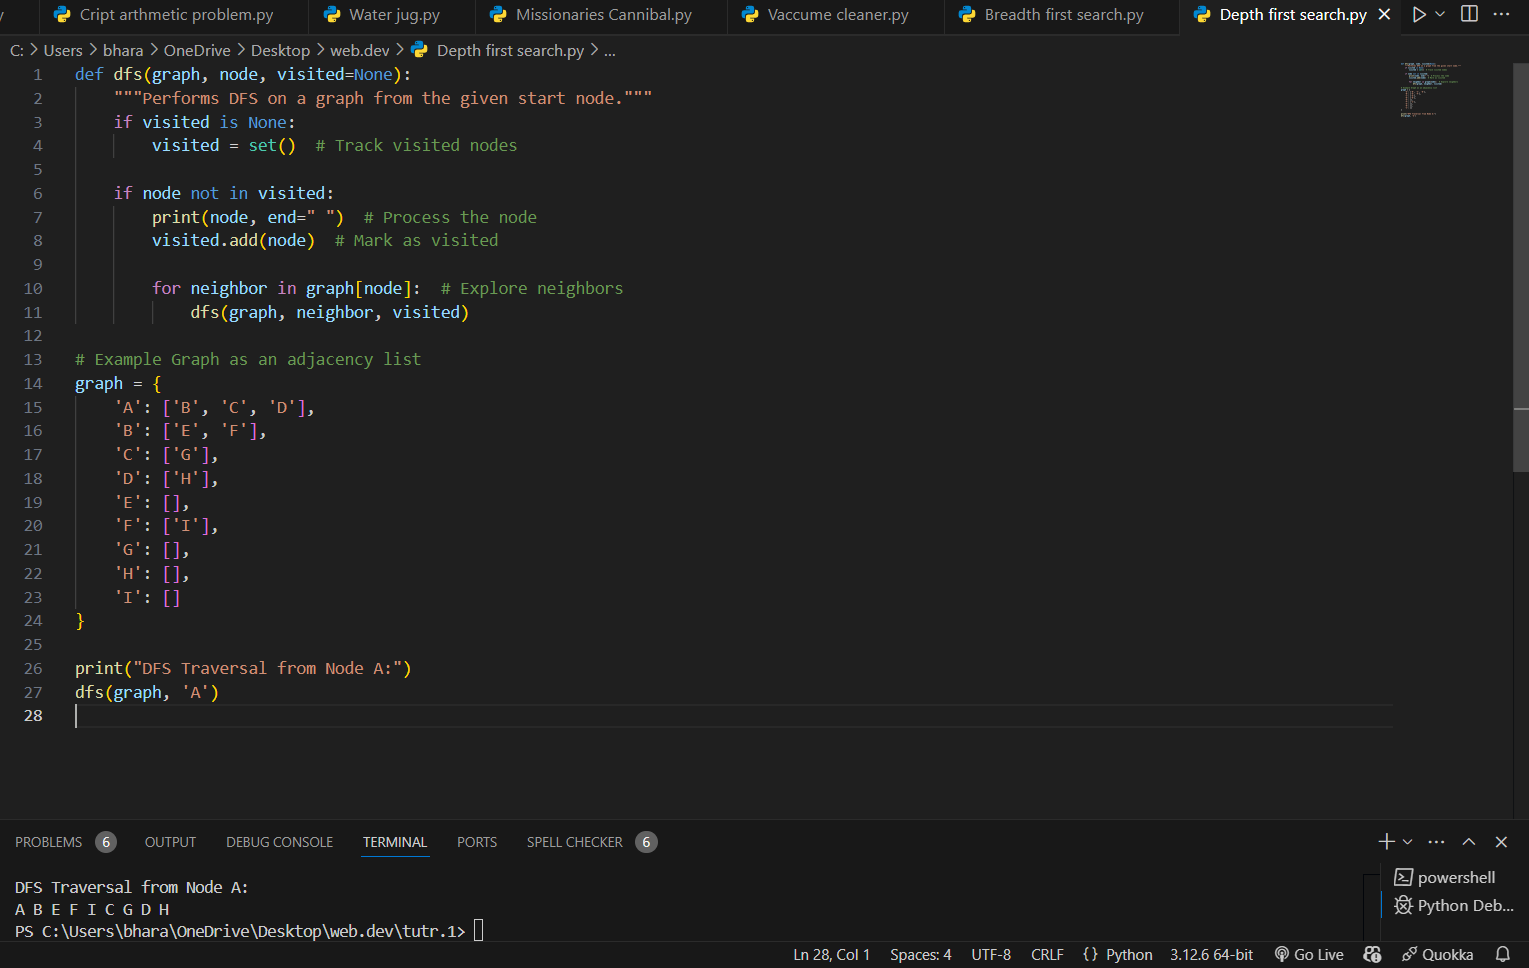 Cript arthmetic problem.py Water jug.py Missionaries Cannibal.py Vaccume cleaner.py Breadth first search.py Depth first search.py
C: > Users > bhara > OneDrive > Desktop > web.dev > Depth first search.py > ...
1 def dfs(graph, node, visited=None):
2 """Performs DFS on a graph from the given start node."""
3 if visited is None:
4 visited = set()  # Track visited nodes
5
6 if node not in visited:
7 print(node, end=" ")  # Process the node
8 visited.add(node)  # Mark as visited
9
10 for neighbor in graph[node]:  # Explore neighbors
11 dfs(graph, neighbor, visited)
12
13 # Example Graph as an adjacency list
14 graph = {
15 'A': ['B', 'C', 'D'],
16 'B': ['E', 'F'],
17 'C': ['G'],
18 'D': ['H'],
19 'E': [],
20 'F': ['I'],
21 'G': [],
22 'H': [],
23 'I': []
24 }
25
26 print("DFS Traversal from Node A:")
27 dfs(graph, 'A')
28
PROBLEMS 6 OUTPUT DEBUG CONSOLE TERMINAL PORTS SPELL CHECKER 6
DFS Traversal from Node A:
A B E F I C G D H
PS C:\Users\bhara\OneDrive\Desktop\web.dev\tutr.1>
powershell
Python Deb...
Ln 28, Col 1 Spaces: 4 UTF-8 CRLF {} Python 3.12.6 64-bit Go Live Quokka